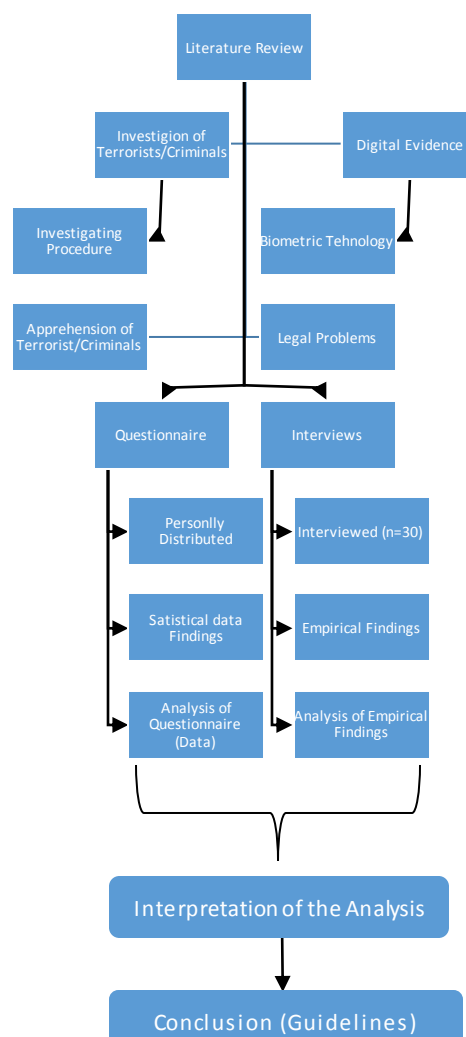 Literature Review
Investigion of
Terrorists/Criminals
Digital Evidence
Investigating
Procedure
Biometric Tehnology
Apprehension of
Terrorist/Criminals
Legal Problems
Questionnaire
Interviews
Personlly
Distributed
Interviewed (n=30)
Satistical data
Findings
Empirical Findings
Analysis of
Questionnaire
(Data)
Analysis of Empirical
Findings
Interpretation of the Analysis
Conclusion (Guidelines)